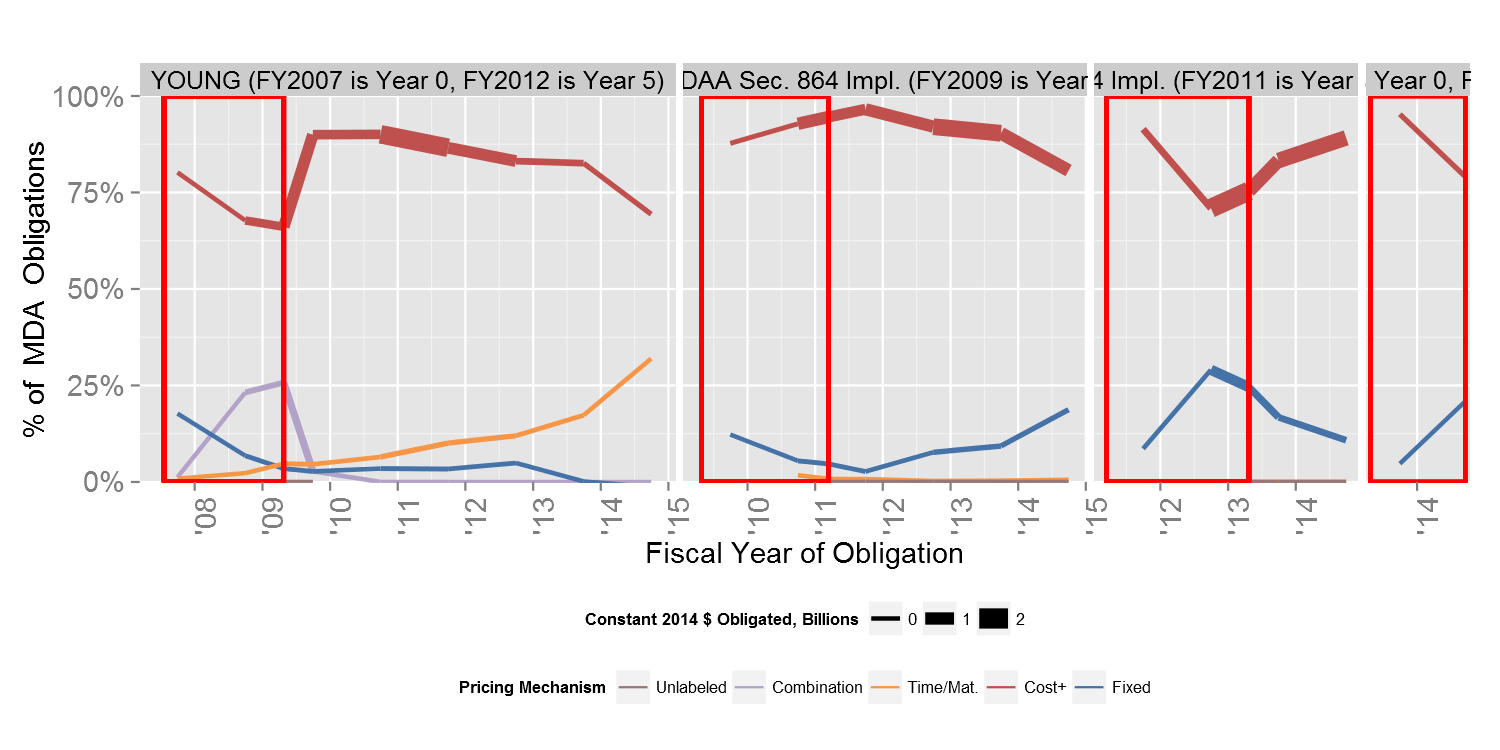 YOUNG (FY2007 is Year 0, FY2012 is Year 5)
DAA Sec. 864 Impl. (FY2009 is Year
4 Impl. (FY2011 is Year
Year 0, F
% of MDA Obligations
100%
75%
50%
25%
0%
'08 '09 '10 '11 '12 '13 '14 '15 '10 '11 '12 '13 '14 '15 '12 '13 '14 '14
Fiscal Year of Obligation
Constant 2014 $ Obligated, Billions 0 1 2
Pricing Mechanism Unlabeled Combination Time/Mat. Cost+ Fixed